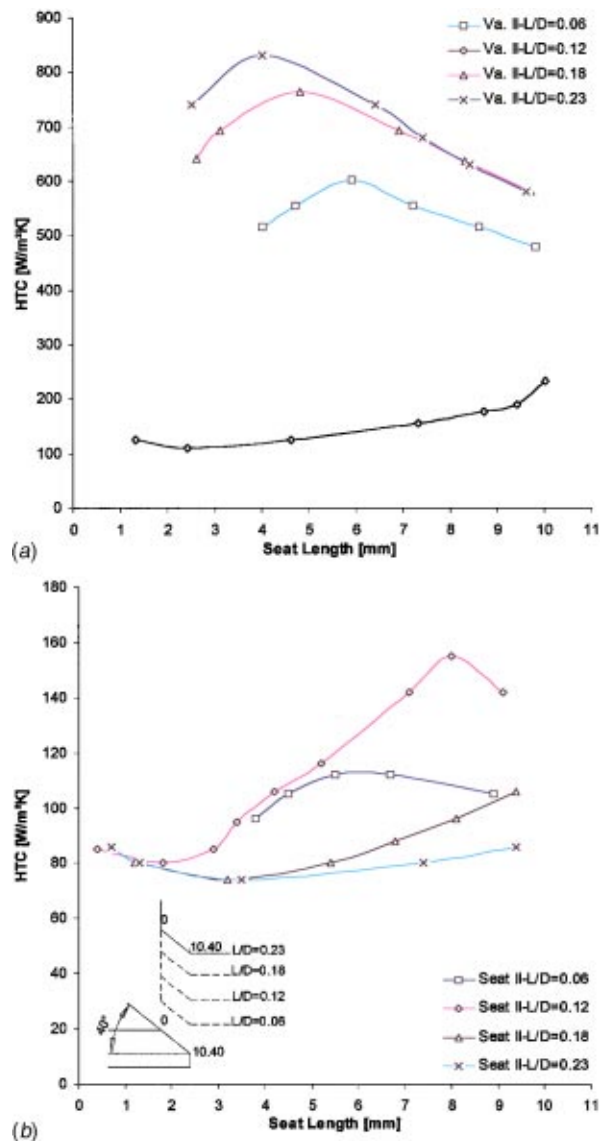 900
800
700
600
500
400
300
200
100
0
HTC [W/m²K]
Va. II-L/D=0.06
Va. II-L/D=0.12
Va. II-L/D=0.18
Va. II-L/D=0.23
0 1 2 3 4 5 6 7 8 9 10 11
Seat Length [mm]
(a)
180
160
140
120
100
80
60
40
20
0
HTC [W/m²K]
0
10.40 L/D=0.23
L/D=0.18
L/D=0.12
0 L/D=0.06
45°
10.40
Seat II-L/D=0.06
Seat II-L/D=0.12
Seat II-L/D=0.18
Seat II-L/D=0.23
0 1 2 3 4 5 6 7 8 9 10 11
Seat Length [mm]
(b)